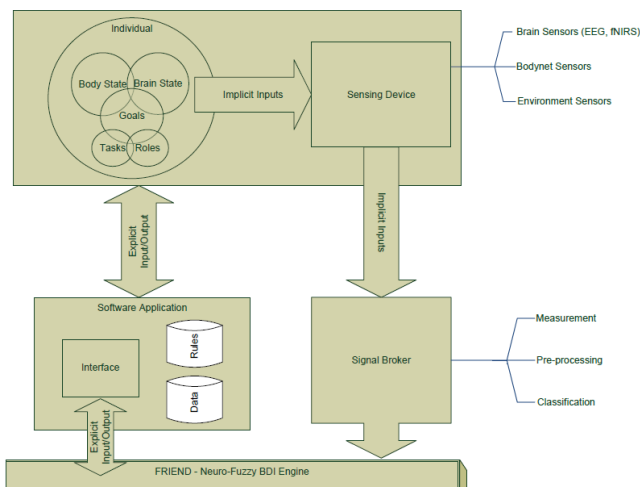 Individual
Body State
Brain State
Goals
Tasks
Roles
Implicit Inputs
Sensing Device
Brain Sensors (EEG, fNIRS)
Bodynet Sensors
Environment Sensors
Explicit
Input/Output
Implicit Inputs
Software Application
Interface
Rules
Data
Signal Broker
Measurement
Pre-processing
Classification
Explicit
Input/Output
FRIEND - Neuro-Fuzzy BDI Engine